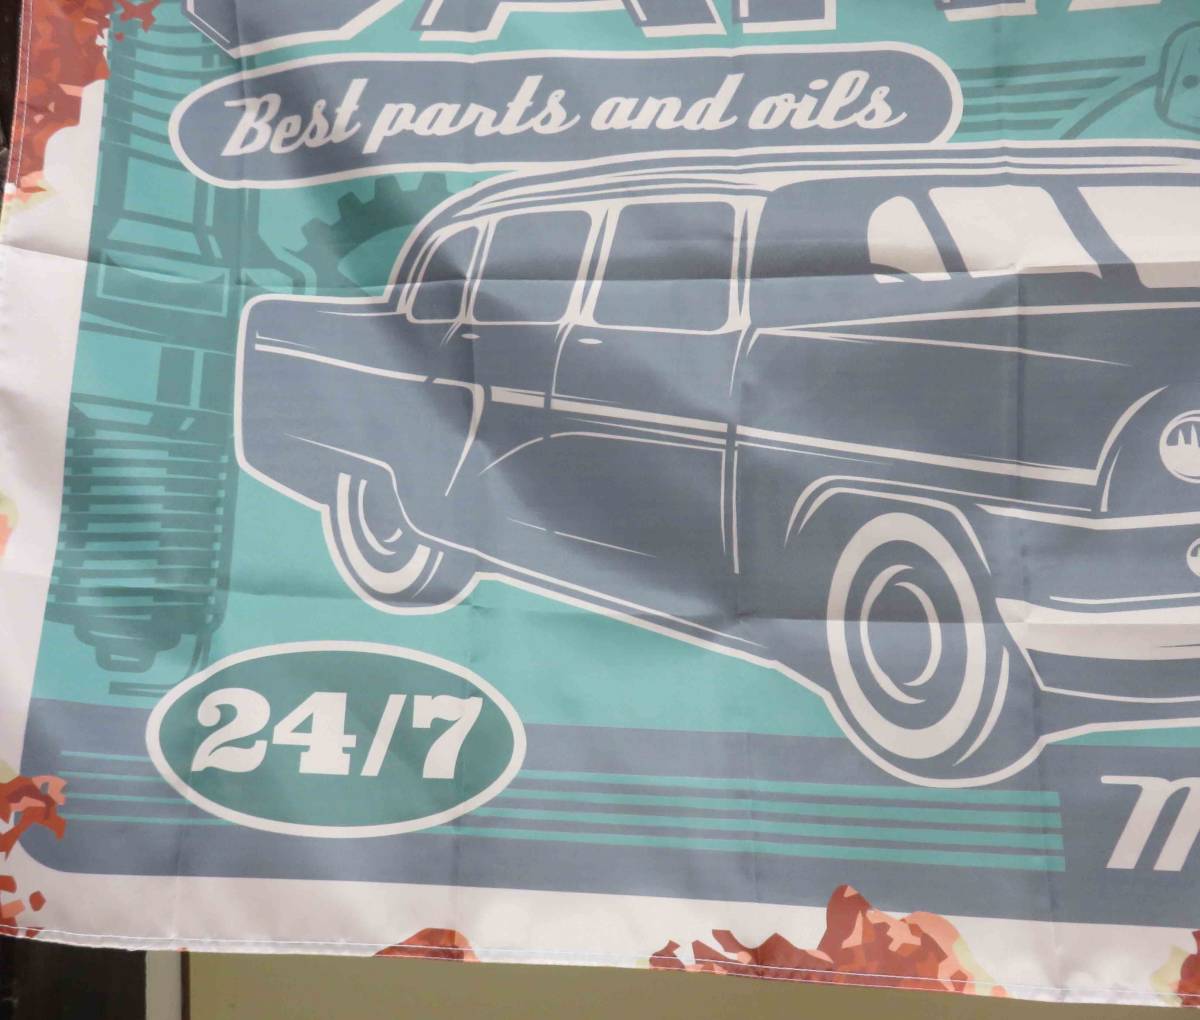 Best parts and oils
24/7